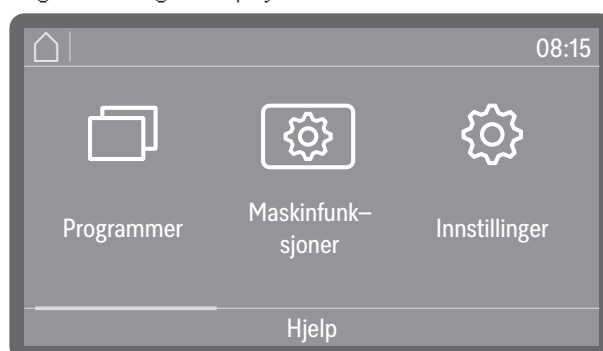 08:15
Programmer
Maskinfunk–
sjoner
Innstillinger
Hjelp